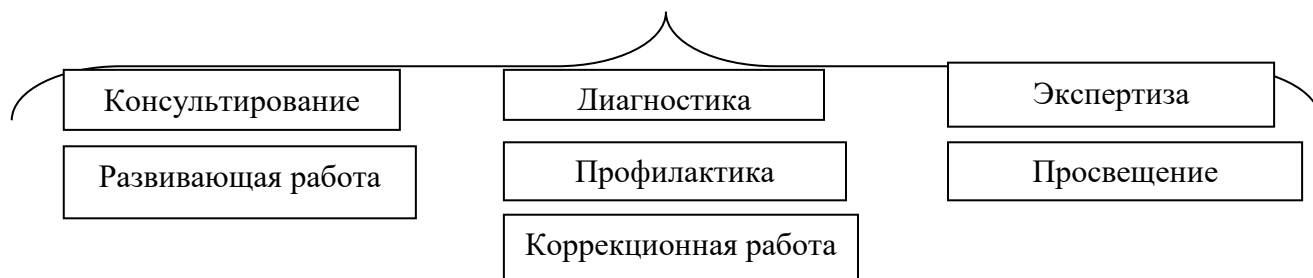 Консультирование
Диагностика
Экспертиза
Развивающая работа
Профилактика
Просвещение
Коррекционная работа